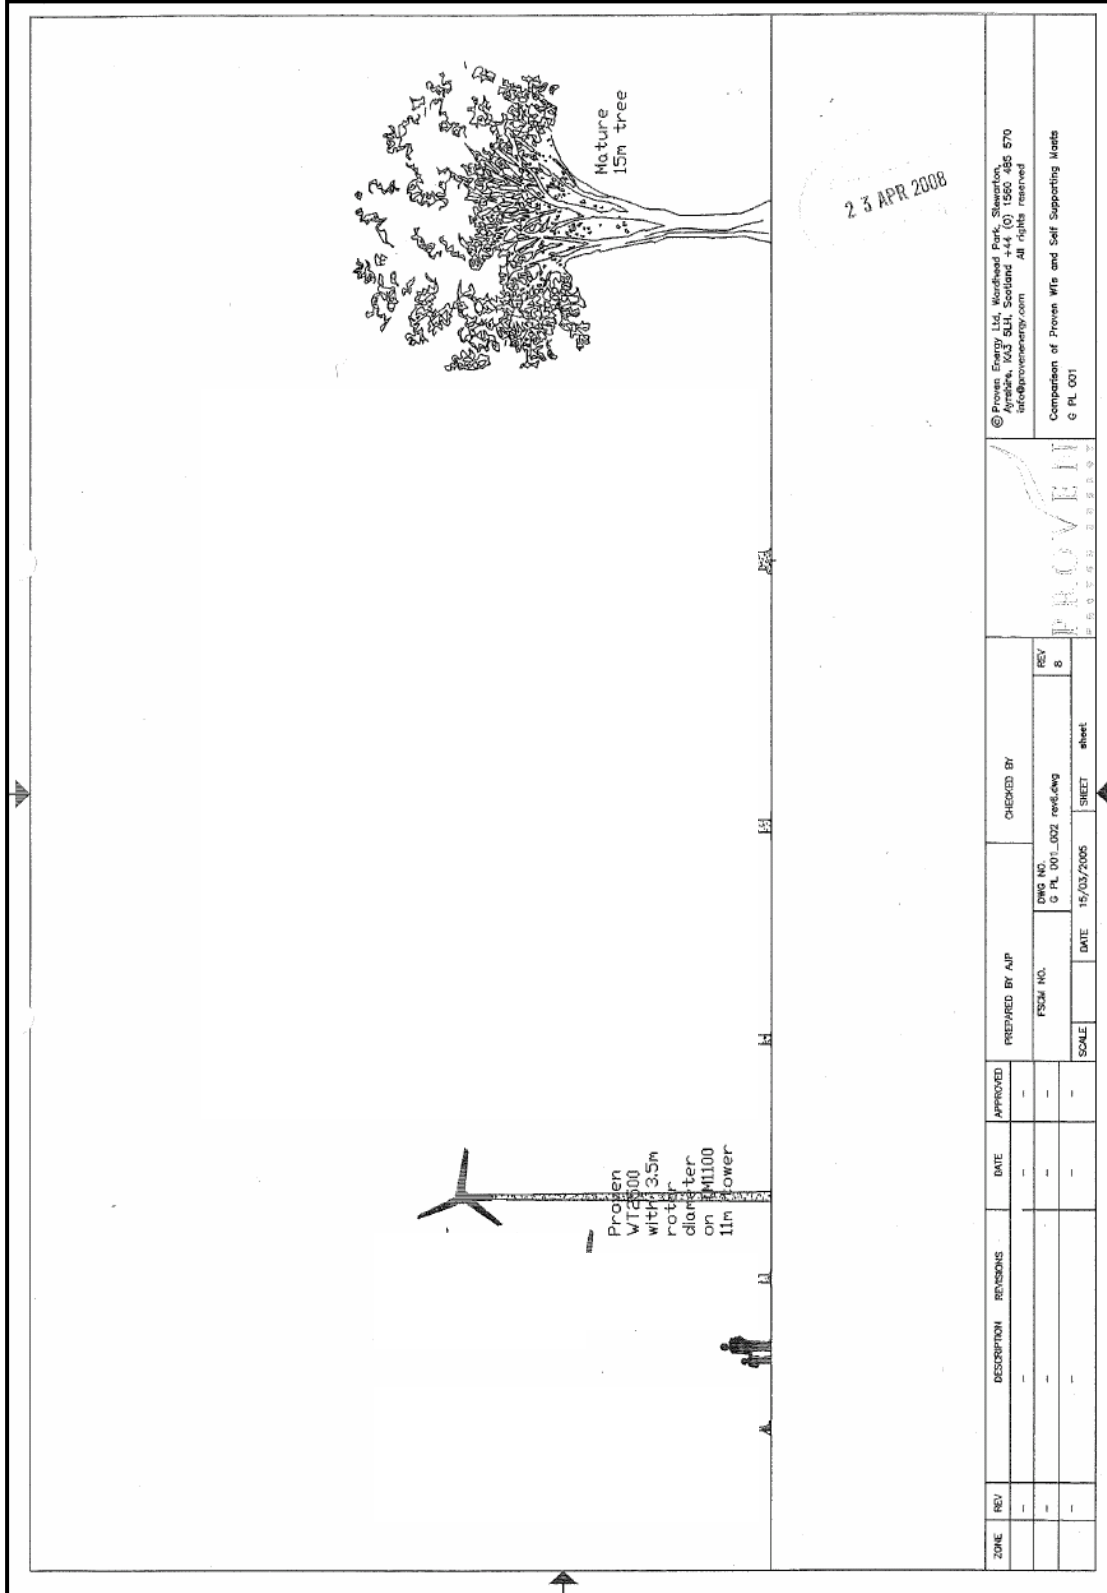 Mature
15m tree
Proven
WT2500
with 3.5m
rotor
diameter
on TM1100
11m tower
23 APR 2008
ZONE
REV
DESCRIPTION
REVISIONS
DATE
APPROVED
-
-
-
-
-
-
-
-
-
-
-
-
PREPARED BY AJP
CHECKED BY
FSCM NO.
DWG NO.
G PL 001_002 rev8.dwg
REV
8
SCALE
DATE
15/03/2005
SHEET
sheet
PROVEN
© Proven Energy Ltd, Wardhead Park, Stewarton,
Ayrshire, KA3 5LH, Scotland +44 (0) 1560 485 570
info@provenenergy.com All rights reserved
Comparison of Proven WTs and Self Supporting Masts
G PL 001